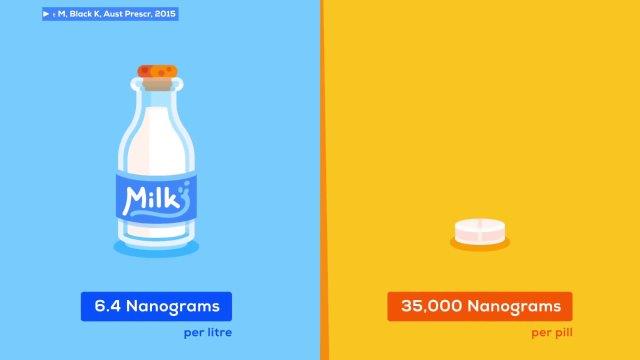 M, Black K, Aust Prescr, 2015
Milk
6.4 Nanograms
per litre
35,000 Nanograms
per pill